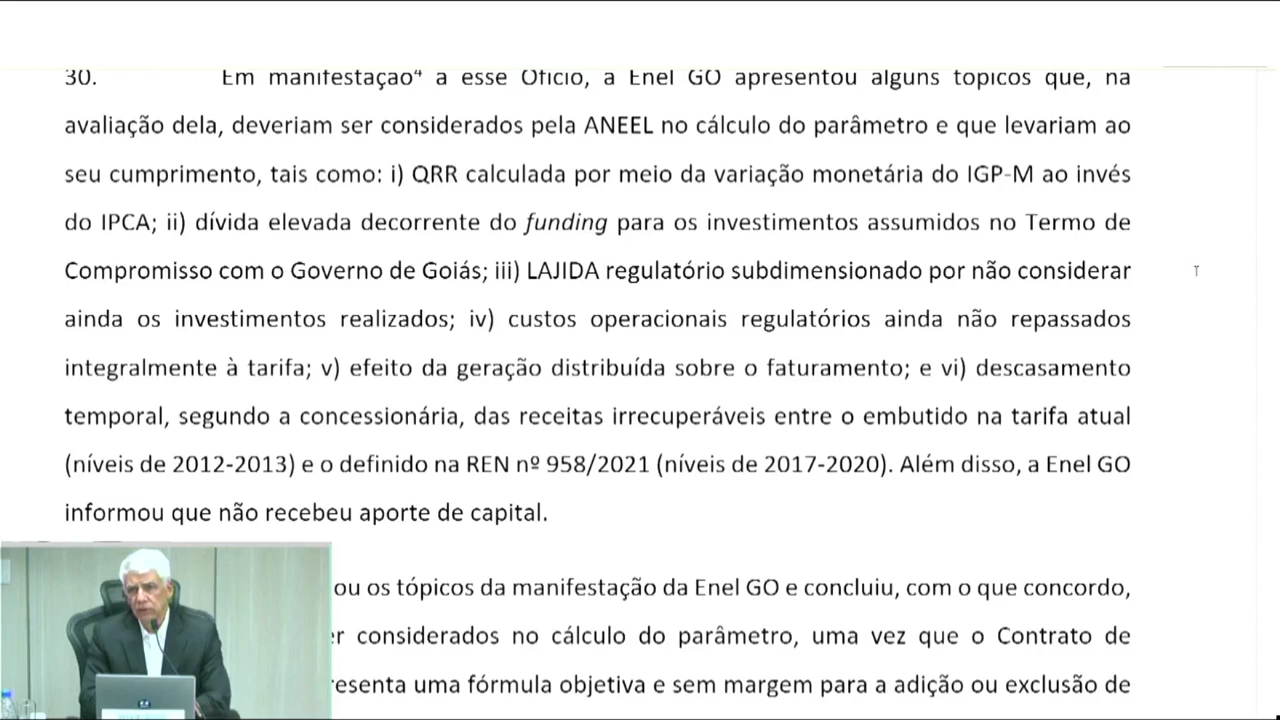 30. Em manifestação⁴ a esse Ofício, a Enel GO apresentou alguns tópicos que, na
avaliação dela, deveriam ser considerados pela ANEEL no cálculo do parâmetro e que levariam ao
seu cumprimento, tais como: i) QRR calculada por meio da variação monetária do IGP-M ao invés
do IPCA; ii) dívida elevada decorrente do funding para os investimentos assumidos no Termo de
Compromisso com o Governo de Goiás; iii) LAJIDA regulatório subdimensionado por não considerar
ainda os investimentos realizados; iv) custos operacionais regulatórios ainda não repassados
integralmente à tarifa; v) efeito da geração distribuída sobre o faturamento; e vi) descasamento
temporal, segundo a concessionária, das receitas irrecuperáveis entre o embutido na tarifa atual
(níveis de 2012-2013) e o definido na REN nº 958/2021 (níveis de 2017-2020). Além disso, a Enel GO
informou que não recebeu aporte de capital.
ou os tópicos da manifestação da Enel GO e concluiu, com o que concordo,
er considerados no cálculo do parâmetro, uma vez que o Contrato de
resenta uma fórmula objetiva e sem margem para a adição ou exclusão de